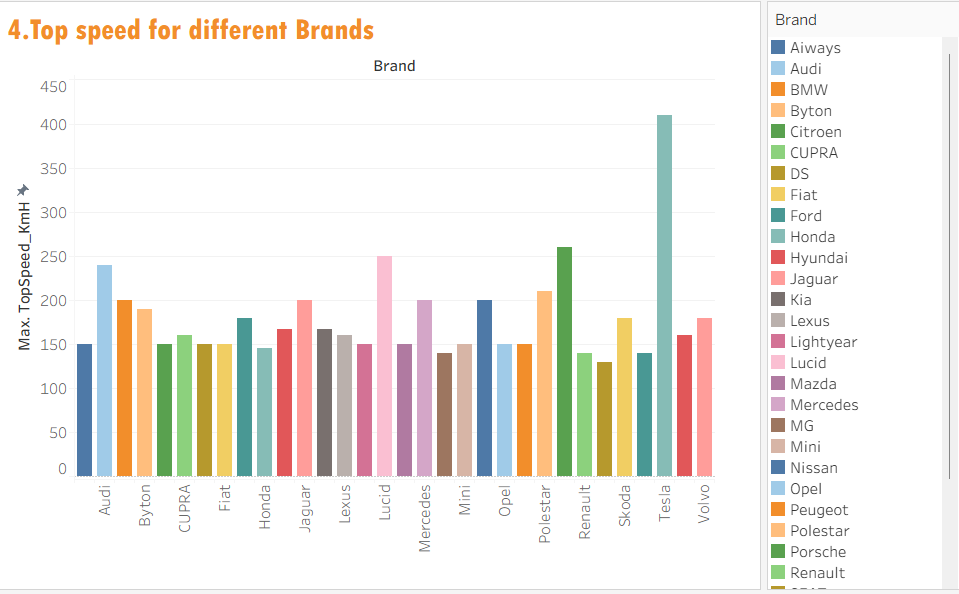 4.Top speed for different Brands
Brand
Max. TopSpeed_KmH
450
400
350
300
250
200
150
100
50
0
Audi
Byton
CUPRA
Fiat
Honda
Jaguar
Lexus
Lucid
Mercedes
Mini
Opel
Polestar
Renault
Skoda
Tesla
Volvo
Brand
Aiways
Audi
BMW
Byton
Citroen
CUPRA
DS
Fiat
Ford
Honda
Hyundai
Jaguar
Kia
Lexus
Lightyear
Lucid
Mazda
Mercedes
MG
Mini
Nissan
Opel
Peugeot
Polestar
Porsche
Renault